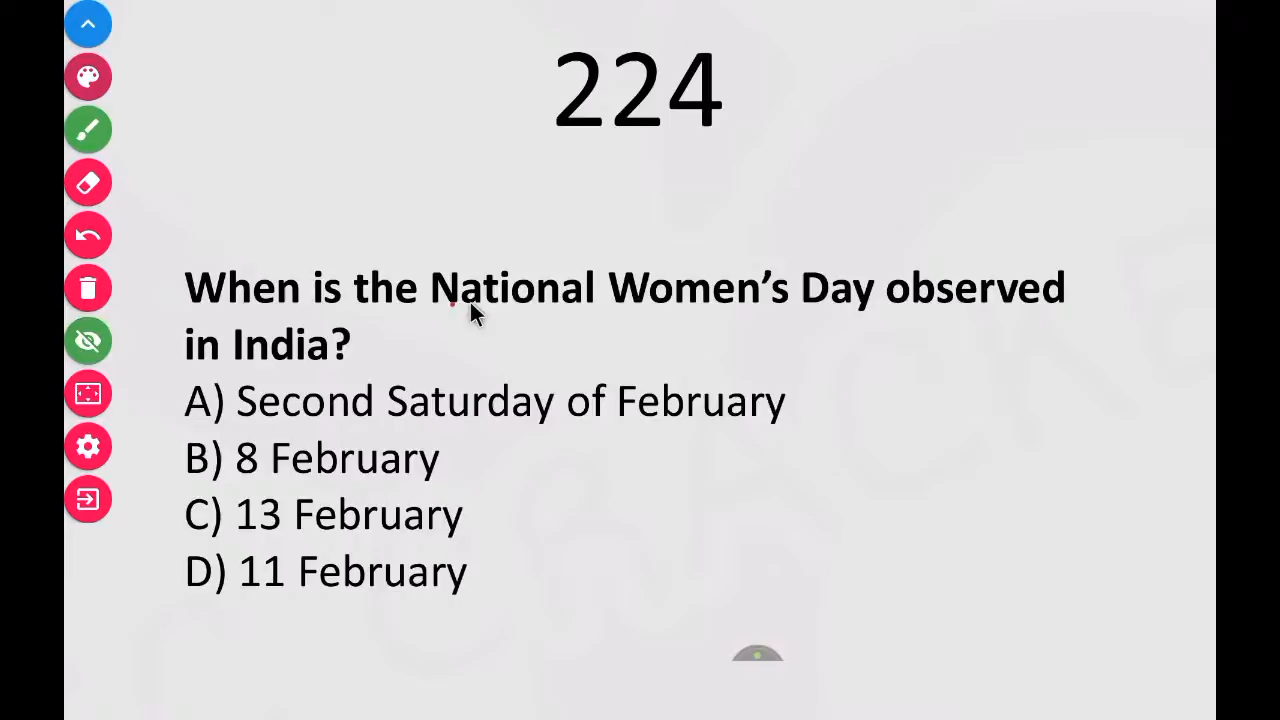 224
When is the National Women’s Day observed
in India?
A) Second Saturday of February
B) 8 February
C) 13 February
D) 11 February